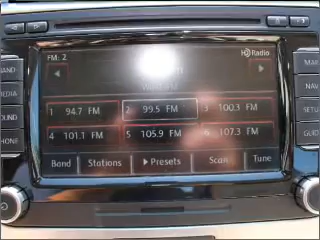 FM: 2
HD Radio
BAND
MEDIA
SOUND
PHONE
MAP
NAV
SETUP
1 94.7 FM 2 99.5 FM 3 100.3 FM
4 101.1 FM 5 105.9 FM 6 107.3 FM
Band Stations Presets Scan Tune